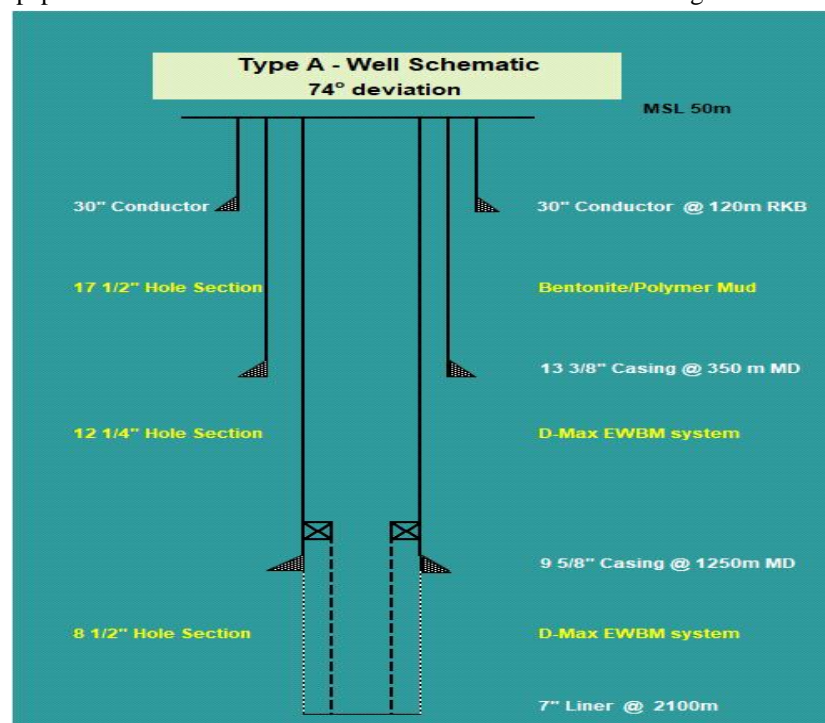 Type A - Well Schematic
74° deviation
MSL 50m
30" Conductor
30" Conductor @ 120m RKB
17 1/2" Hole Section
Bentonite/Polymer Mud
13 3/8" Casing @ 350 m MD
12 1/4" Hole Section
D-Max EWBM system
9 5/8" Casing @ 1250m MD
8 1/2" Hole Section
D-Max EWBM system
7" Liner @ 2100m